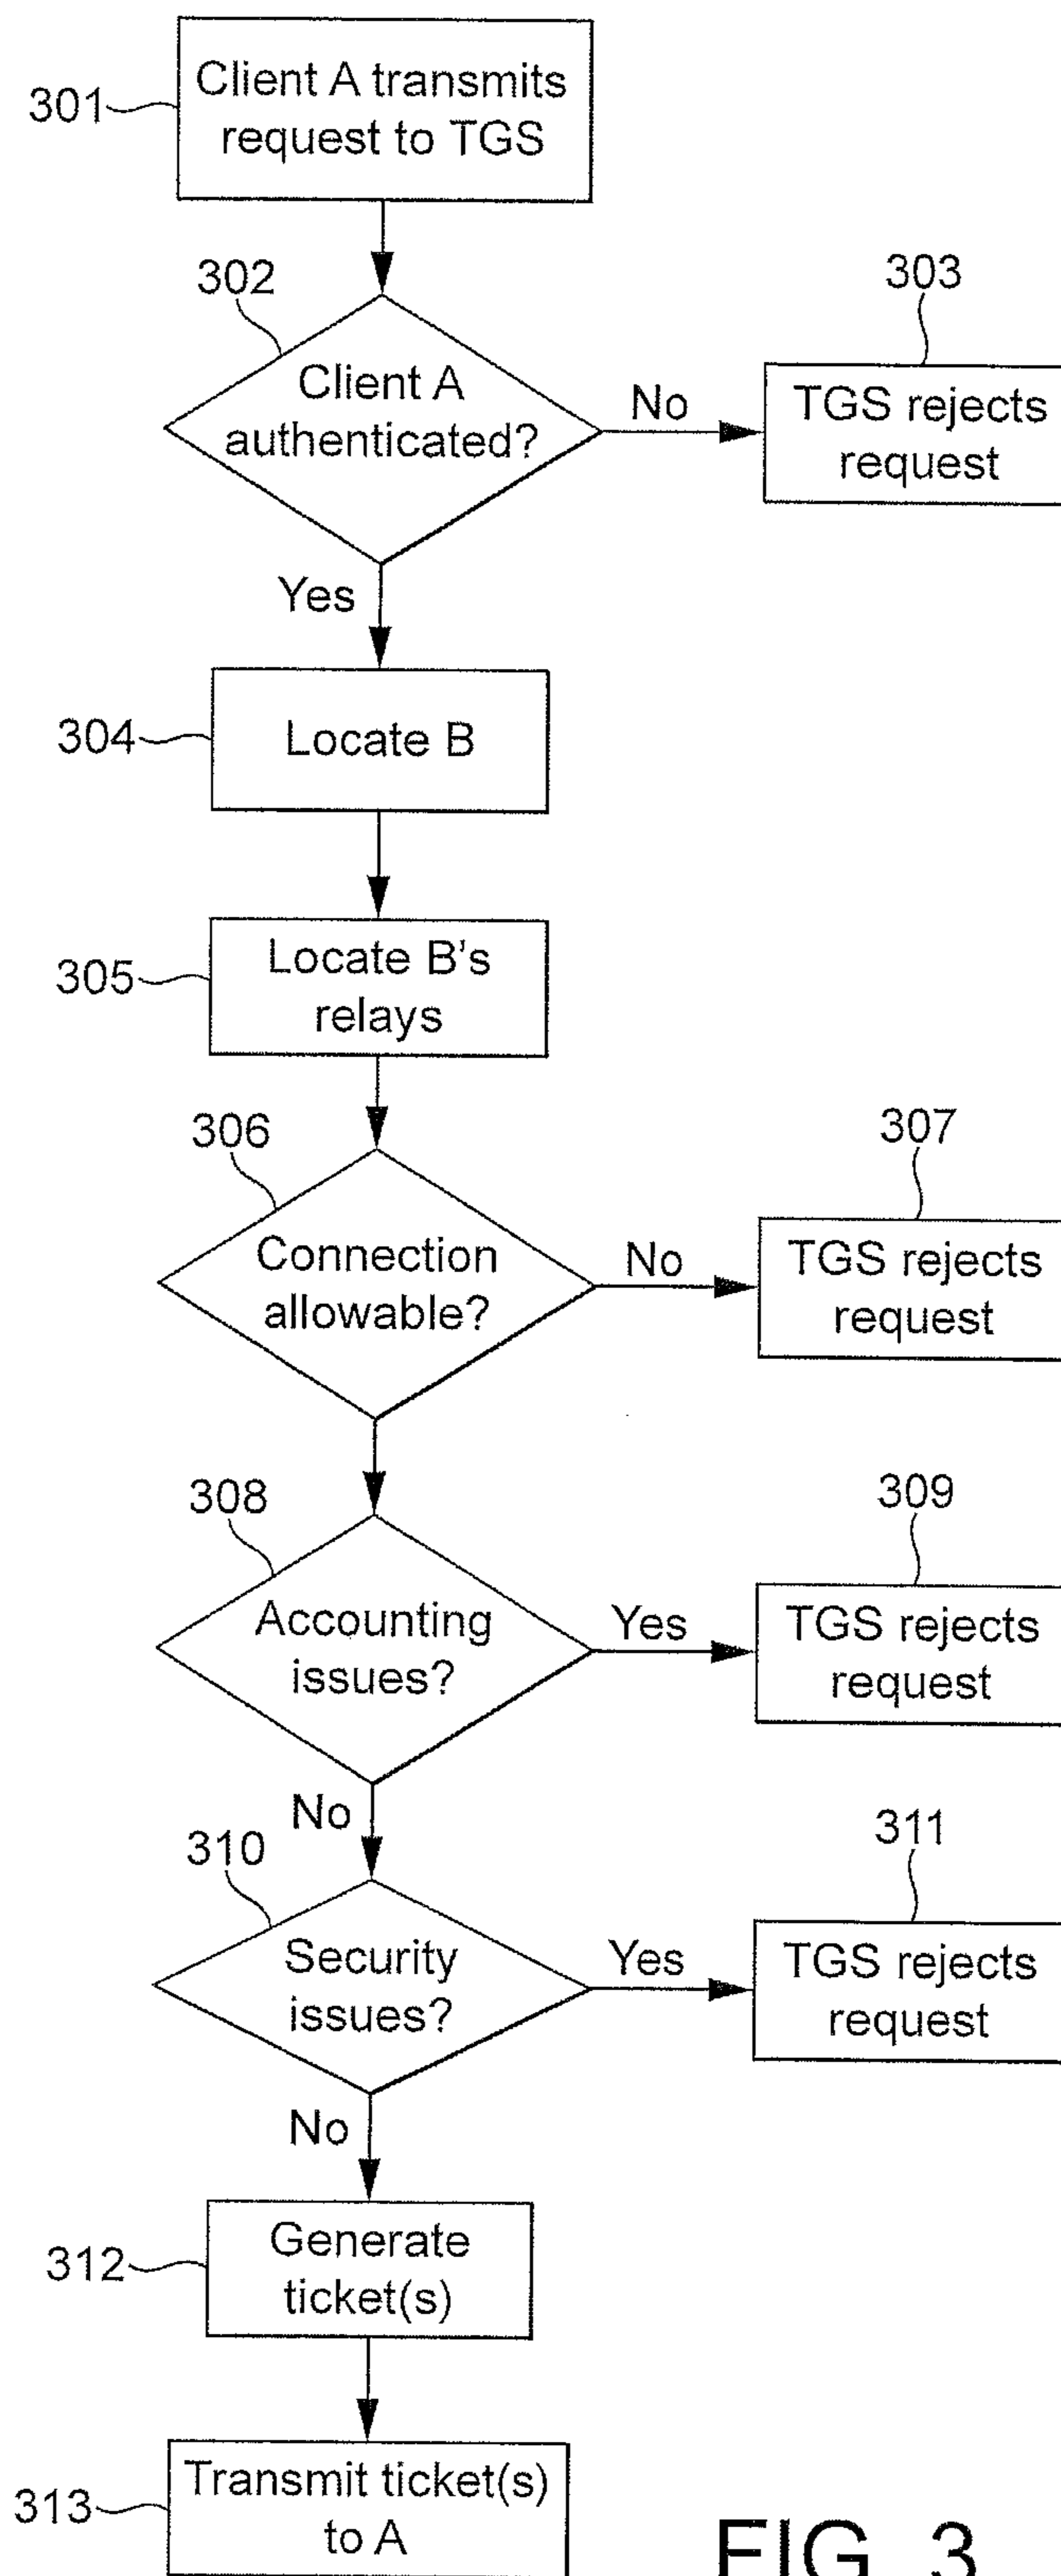 301
Client A transmits
request to TGS
302
Client A
authenticated?
No
303
TGS rejects
request
Yes
304
Locate B
305
Locate B's
relays
306
Connection
allowable?
No
307
TGS rejects
request
308
Accounting
issues?
Yes
309
TGS rejects
request
No
310
Security
issues?
Yes
311
TGS rejects
request
No
312
Generate
ticket(s)
313
Transmit ticket(s)
to A
FIG. 3